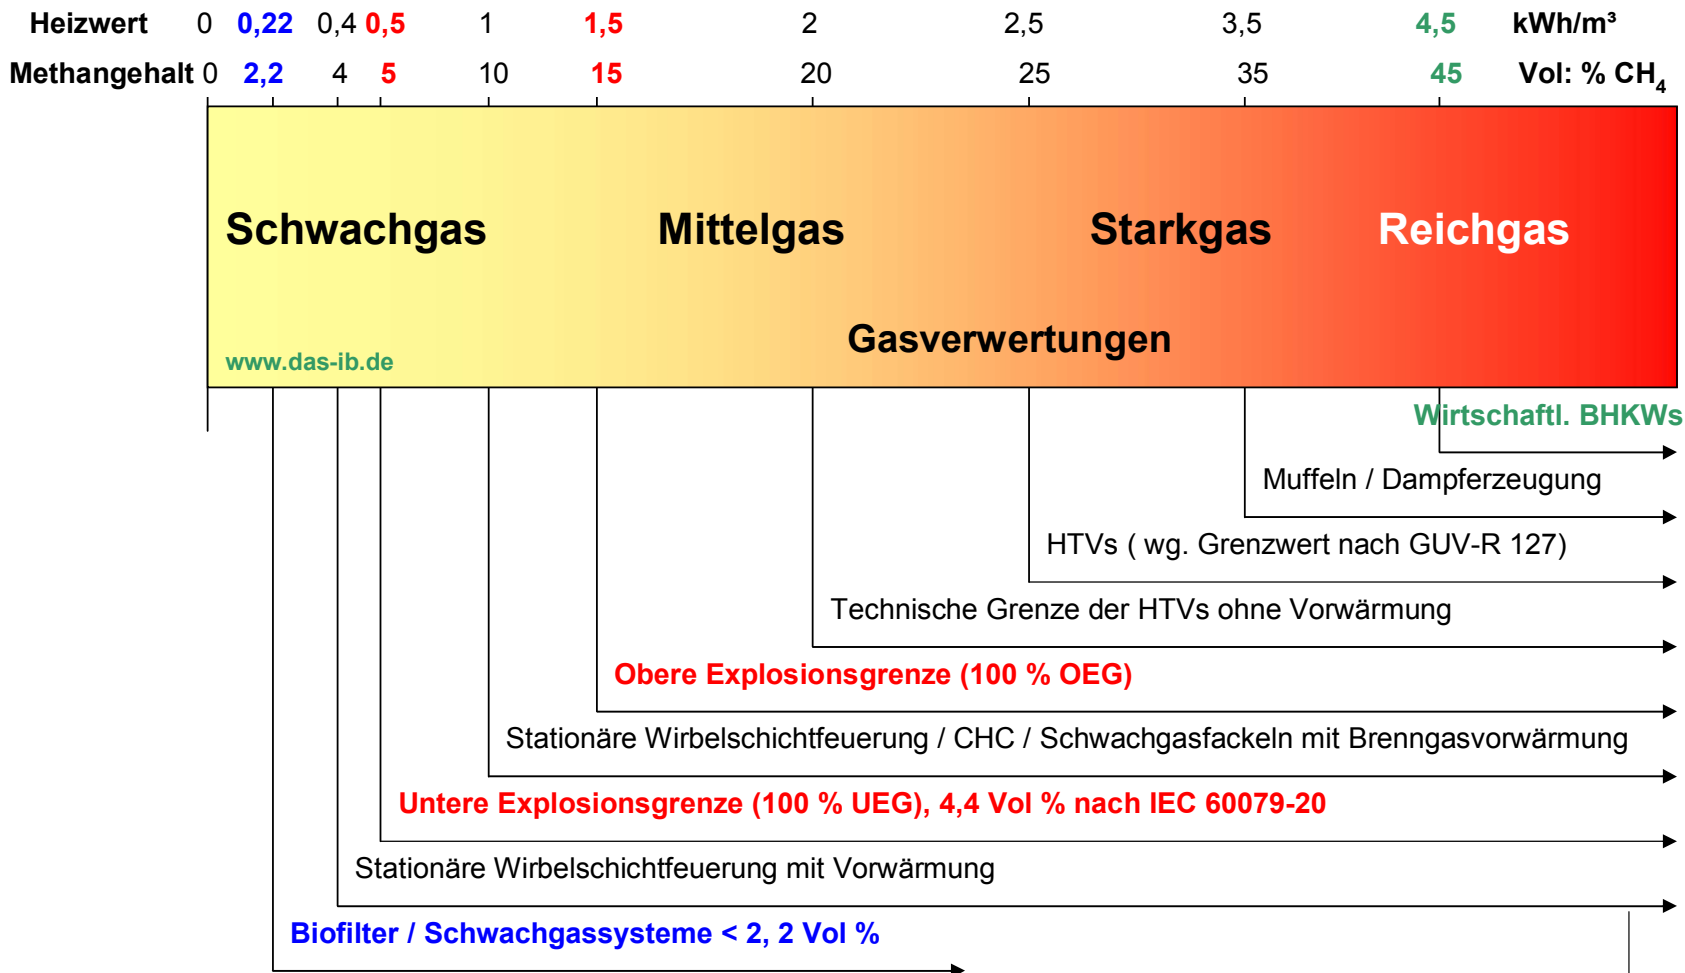 Heizwert 0 0,22 0,4 0,5 1 1,5 2 2,5 3,5 4,5 kWh/m³
Methangehalt 0 2,2 4 5 10 15 20 25 35 45 Vol: % CH₄
Schwachgas Mittelgas Starkgas Reichgas
Gasverwertungen
www.das-ib.de
Wirtschaftl. BHKWs
Muffeln / Dampferzeugung
HTVs ( wg. Grenzwert nach GUV-R 127)
Technische Grenze der HTVs ohne Vorwärmung
Obere Explosionsgrenze (100 % OEG)
Stationäre Wirbelschichtfeuerung / CHC / Schwachgasfackeln mit Brenngasvorwärmung
Untere Explosionsgrenze (100 % UEG), 4,4 Vol % nach IEC 60079-20
Stationäre Wirbelschichtfeuerung mit Vorwärmung
Biofilter / Schwachgassysteme < 2, 2 Vol %